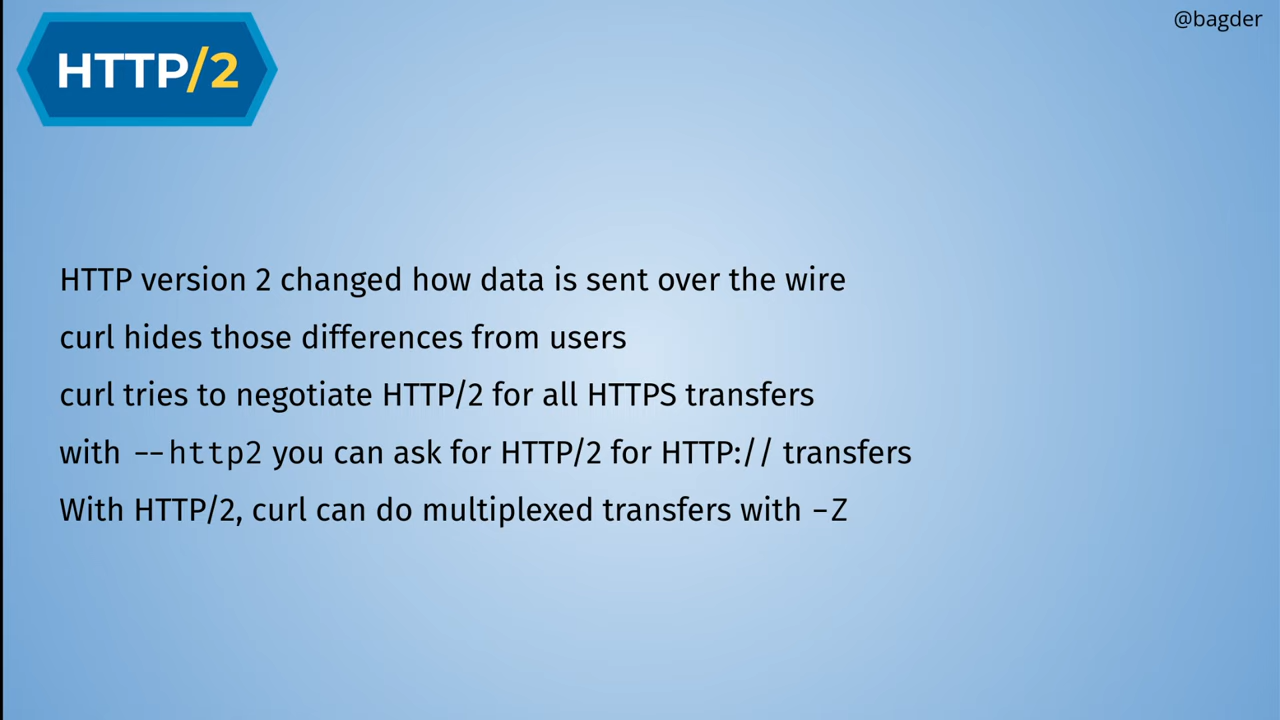 @bagder
HTTP/2
HTTP version 2 changed how data is sent over the wire
curl hides those differences from users
curl tries to negotiate HTTP/2 for all HTTPS transfers
with --http2 you can ask for HTTP/2 for HTTP:// transfers
With HTTP/2, curl can do multiplexed transfers with -Z